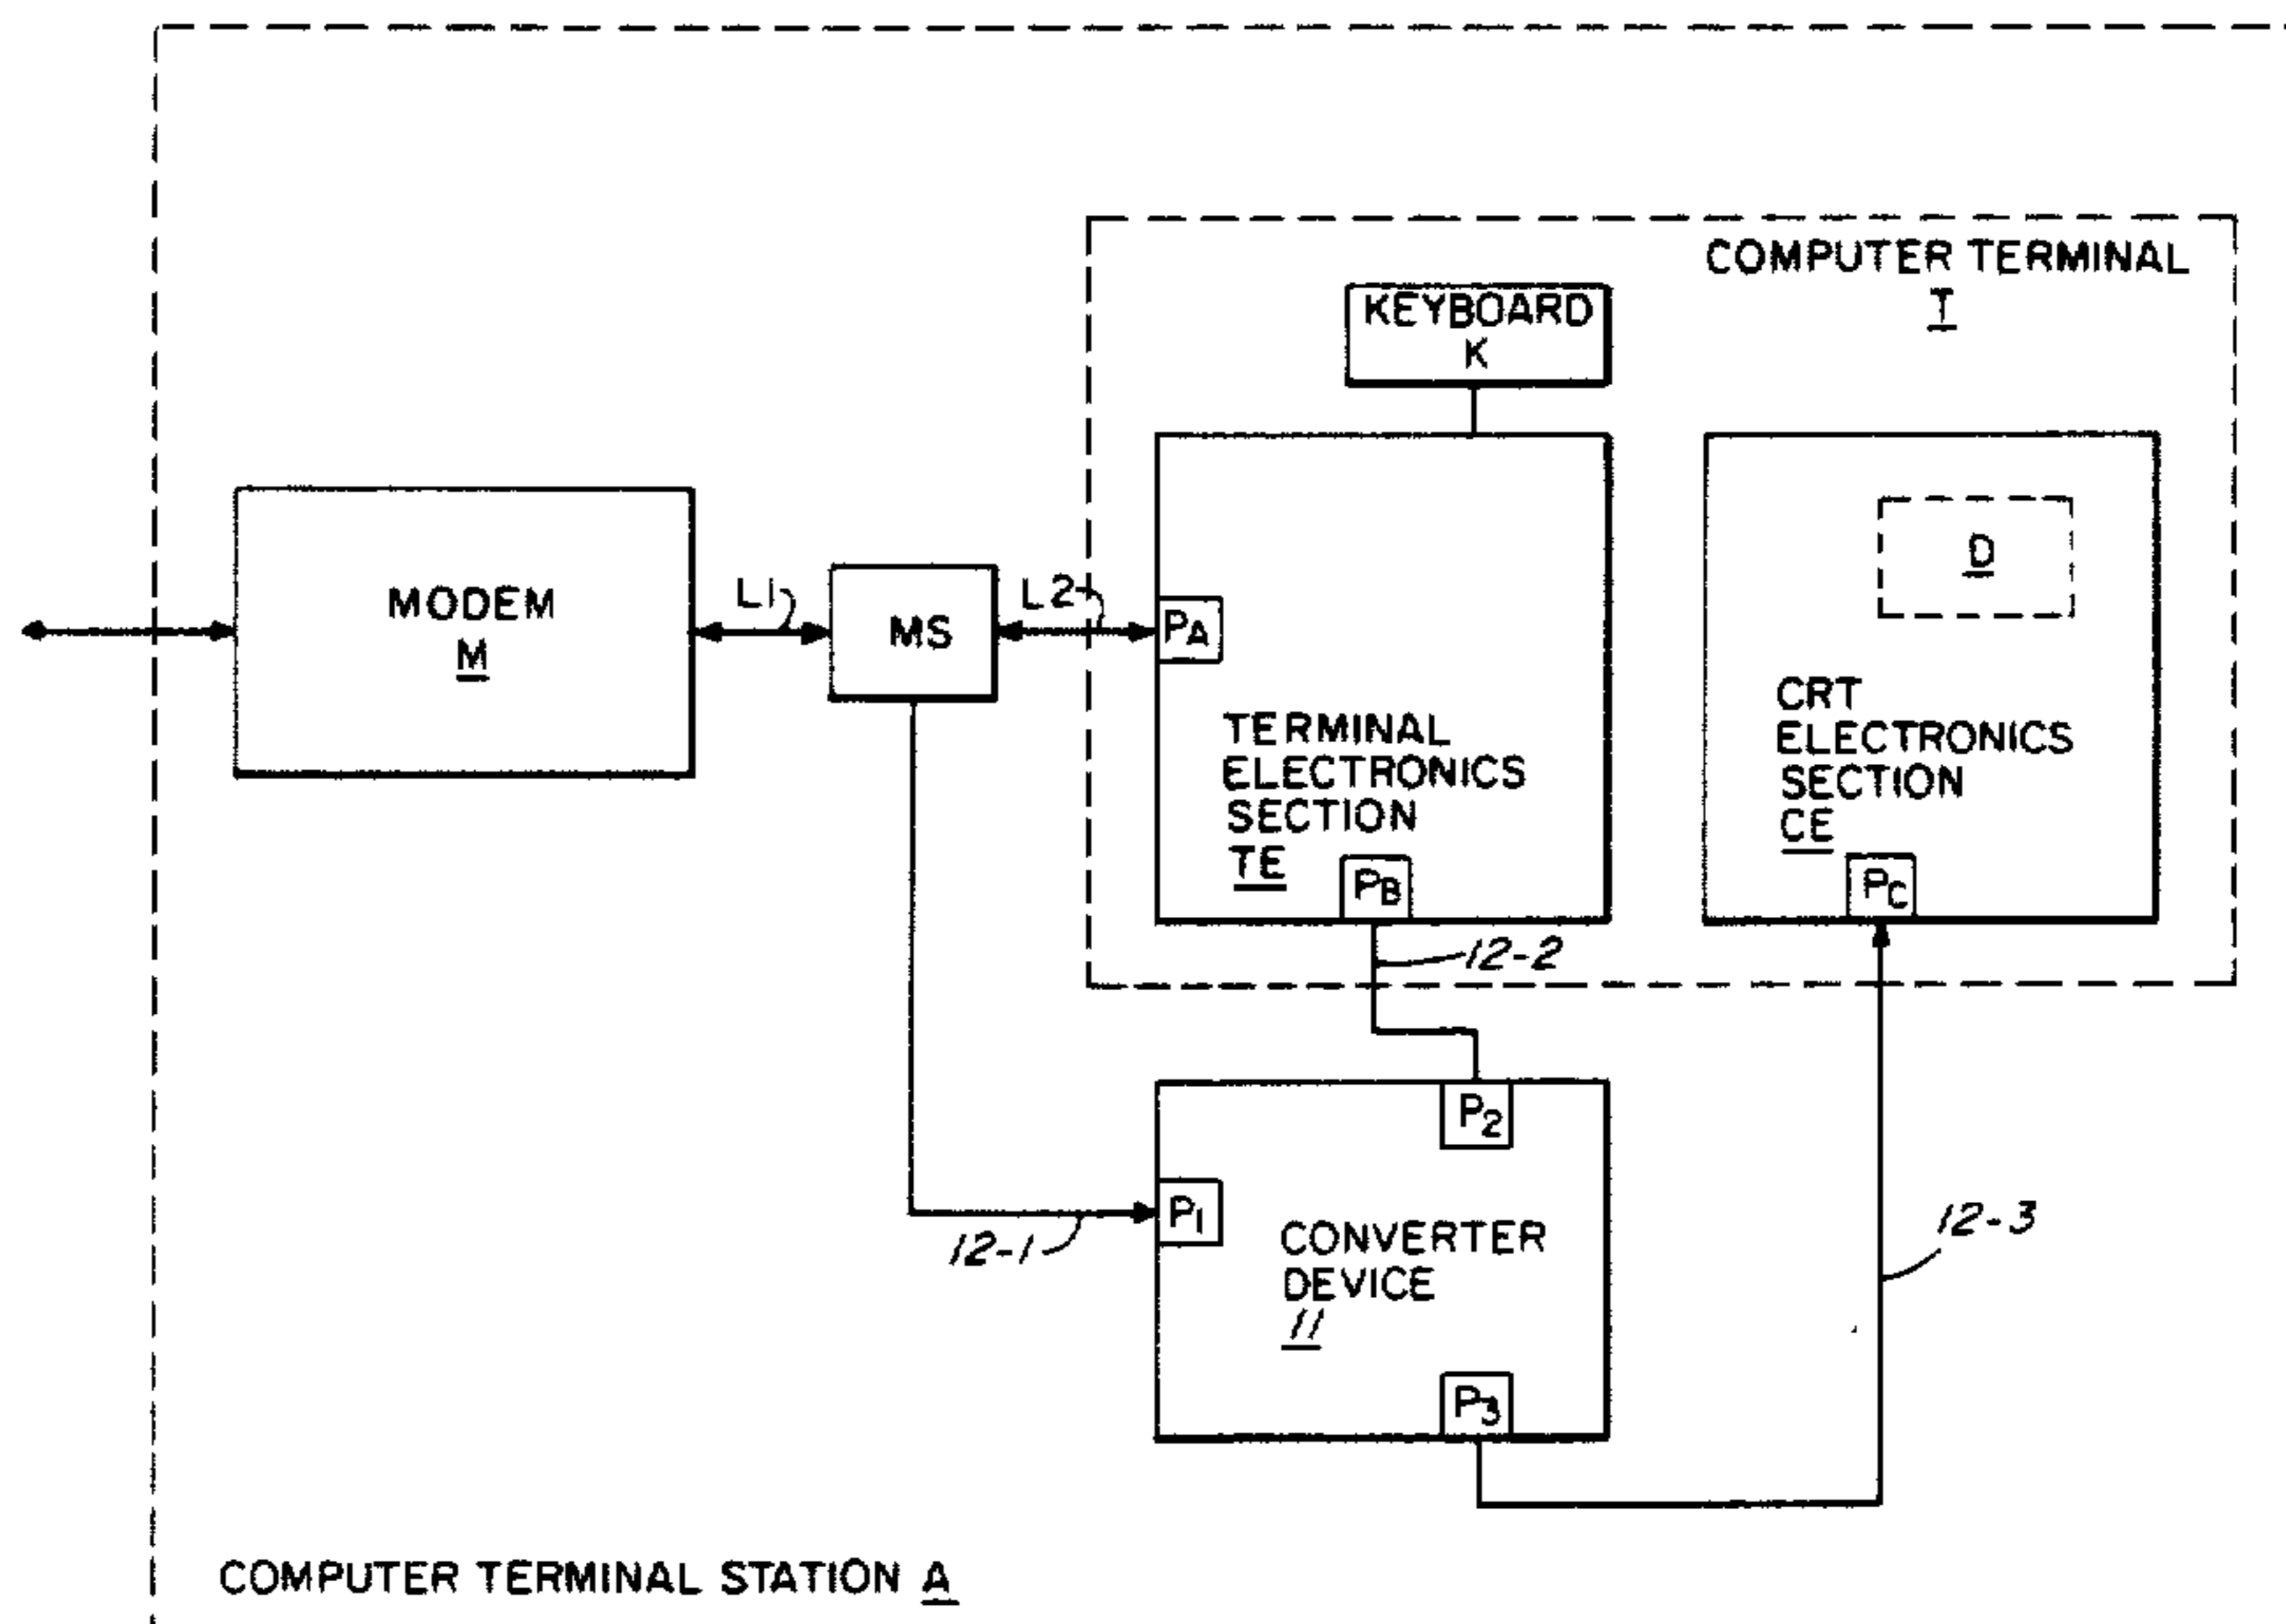 COMPUTER TERMINAL
T
KEYBOARD
K
D
MODEM
M
L1
MS
L2
PA
TERMINAL
ELECTRONICS
SECTION
TE
PB
CRT
ELECTRONICS
SECTION
CE
PC
12-2
P2
P1
12-1
CONVERTER
DEVICE
11
P3
12-3
COMPUTER TERMINAL STATION A